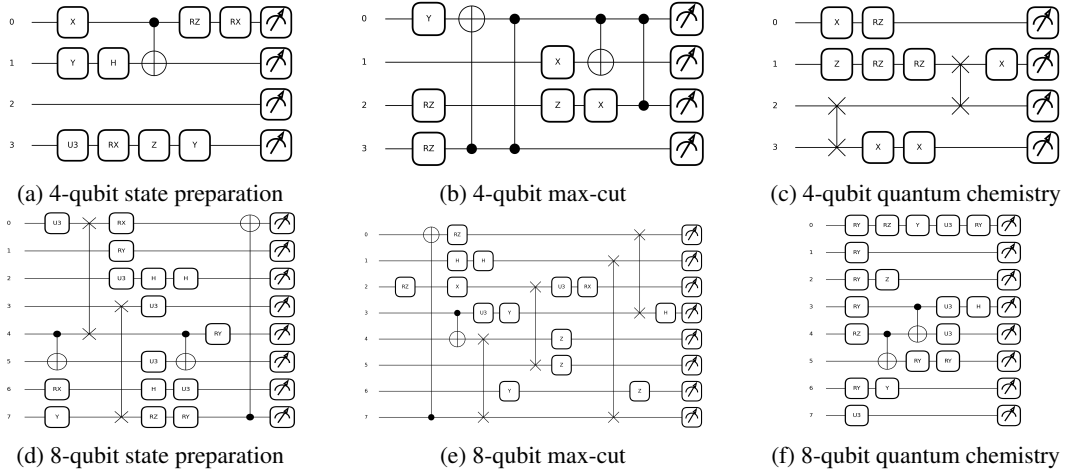 0 X RZ RX
1 Y H
2
3 U3 RX Z Y
(a) 4-qubit state preparation
0 Y
1 X
2 RZ Z X
3 RZ
(b) 4-qubit max-cut
0 X RZ
1 Z RZ RZ X
2
3 X X
(c) 4-qubit quantum chemistry
0 U3 RX
1 RY
2 U3 H H
3 U3
4 RY
5 U3
6 RX H U3
7 Y RZ RY
(d) 8-qubit state preparation
0 RZ
1 H H
2 RZ X U3 RX
3 U3 Y H
4 Z
5 Z
6 Y Z
7
(e) 8-qubit max-cut
0 RY RZ Y U3 RY
1 RY
2 RY Z
3 RY U3 H
4 RZ U3
5 RY RY
6 RY Y
7 U3
(f) 8-qubit quantum chemistry